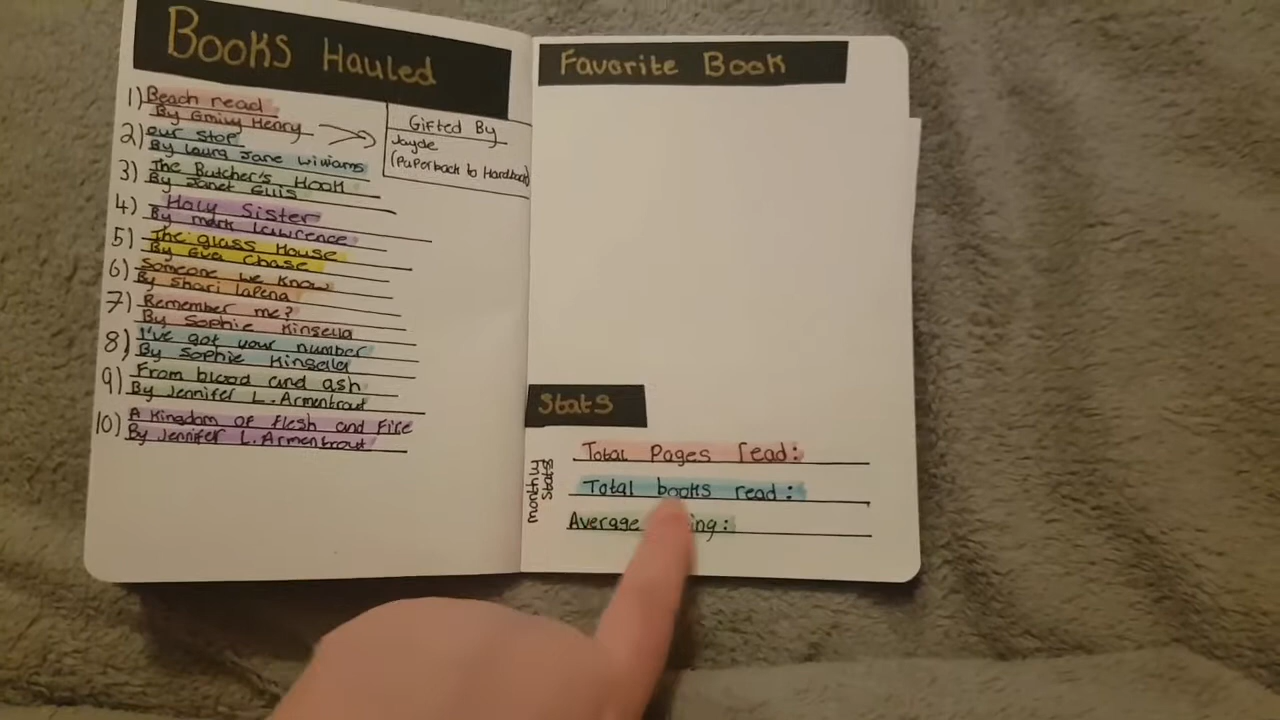 Books Hauled
1) Beach read
By Emily Henry
Gifted By
Jayde
(PaPerback to Hardback)
2) our stop
By Laura Jane Williams
3) The Butcher's Hook
By Janet Ellis
4) Holy Sister
By mark Lawrence
5) The glass House
By Eva Chase
6) Someone we know
By Shari laPena
7) Remember me?
By Sophie Kinsella
8) I've got your number
By Sophie Kinsella
9) From blood and ash
By Jennifer L. Armentrout
10) A Kingdom of flesh and Fire
By Jennifer L. Armentrout
Favorite Book
Stats
monthly
stats
Total Pages read:
Total books read:
Average